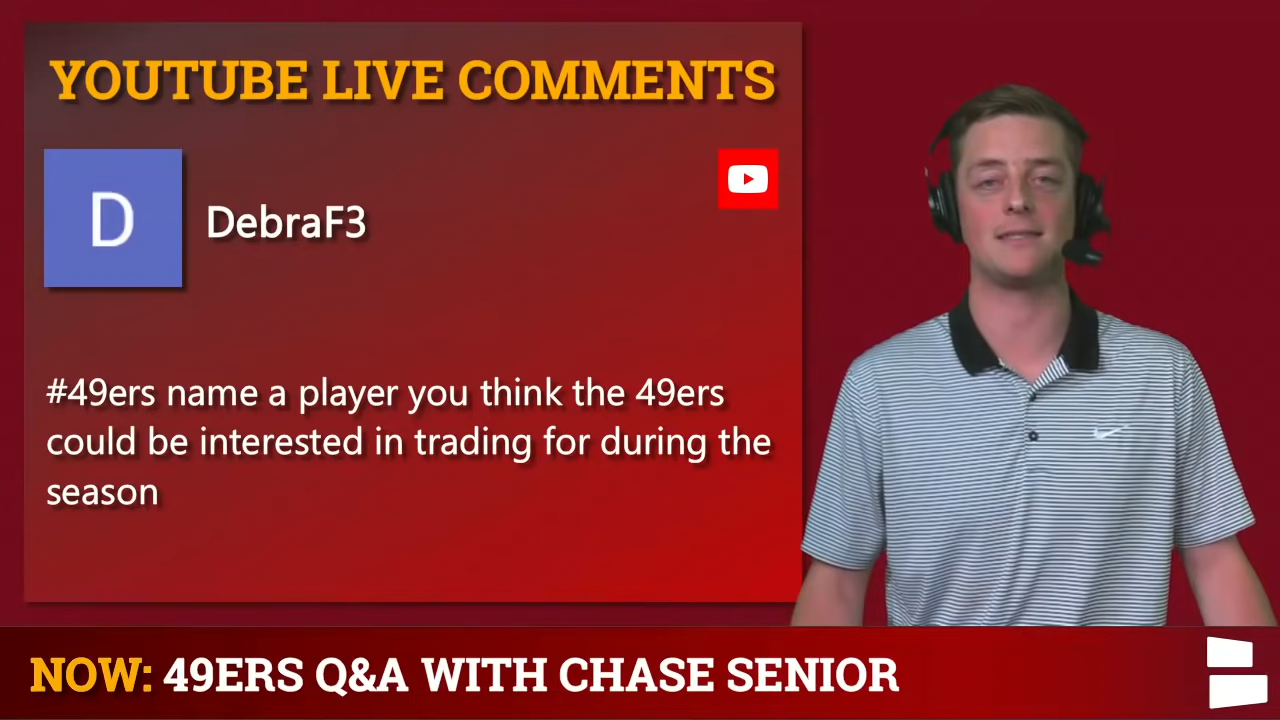 YOUTUBE LIVE COMMENTS
D
DebraF3
#49ers name a player you think the 49ers
could be interested in trading for during the
season
NOW: 49ERS Q&A WITH CHASE SENIOR